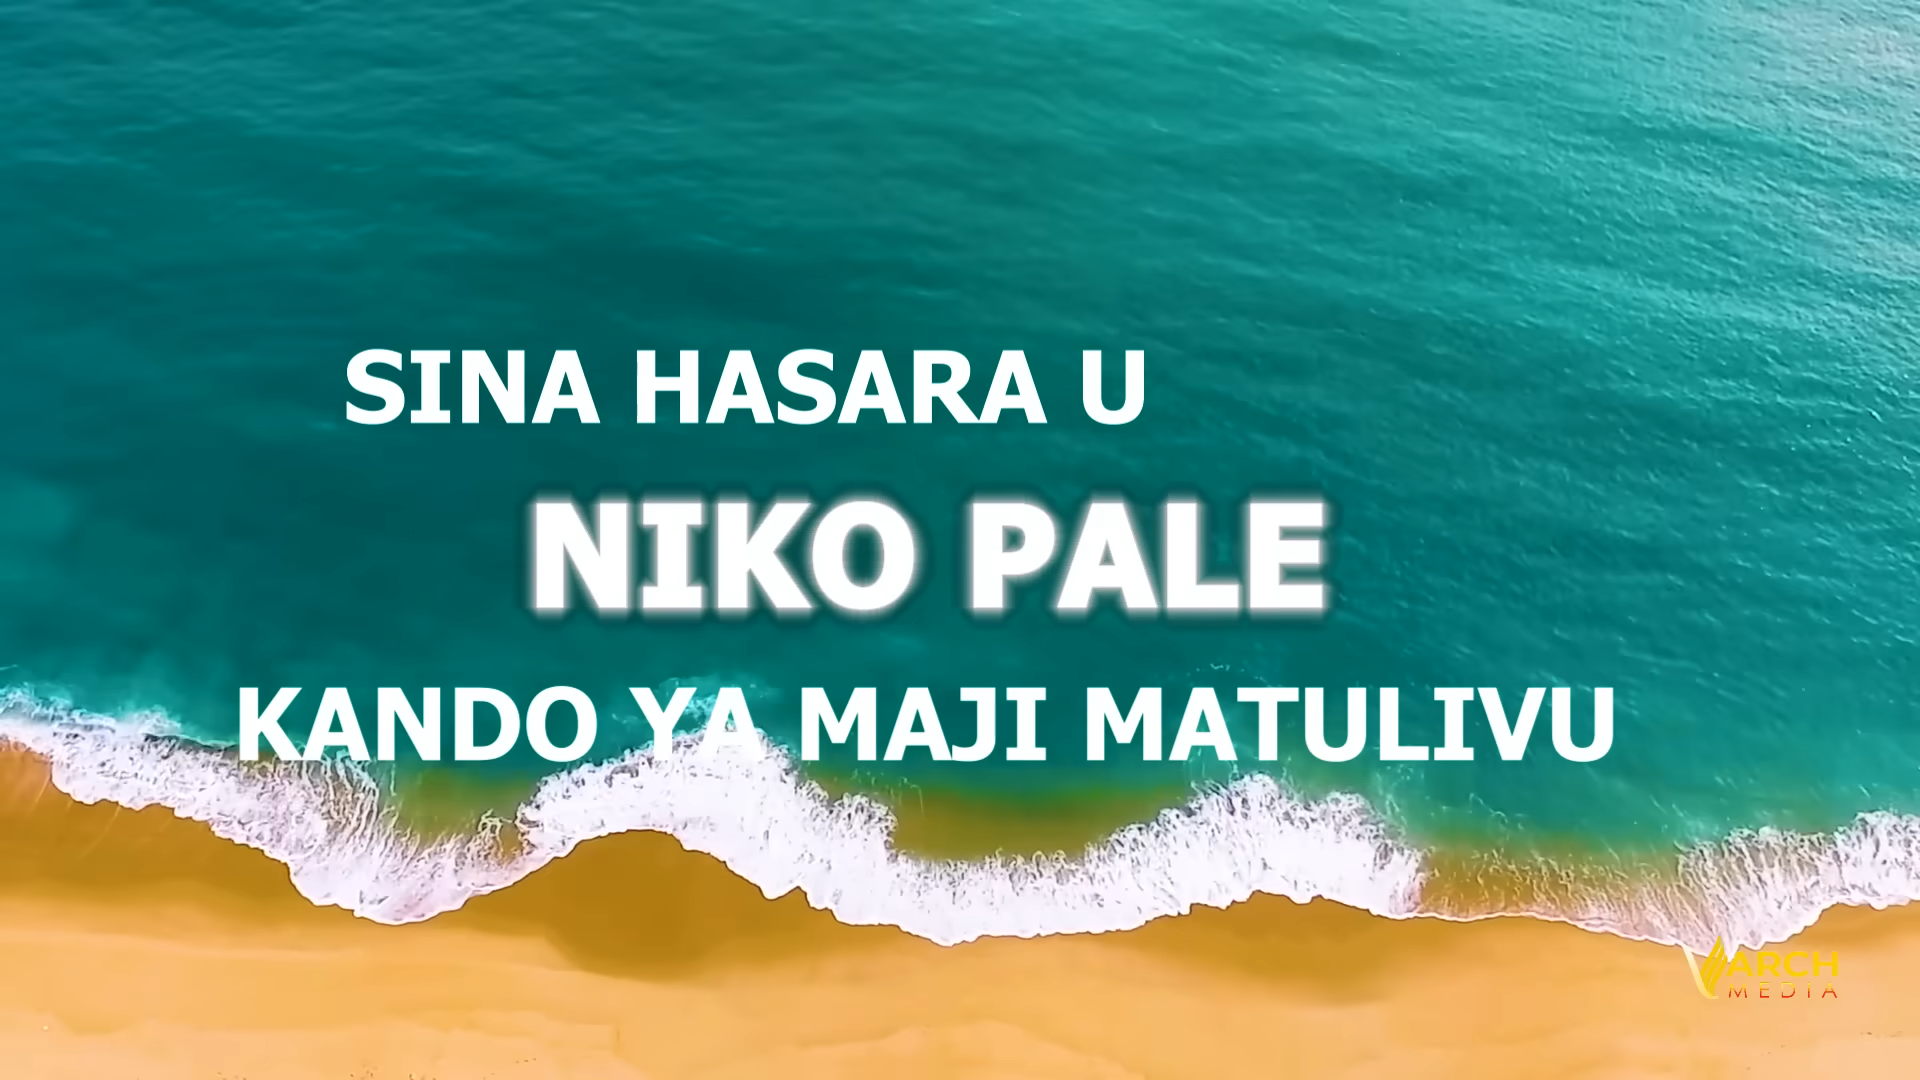 SINA HASARA U
NIKO PALE
KANDO YA MAJI MATULIVU
ARCH
MEDIA